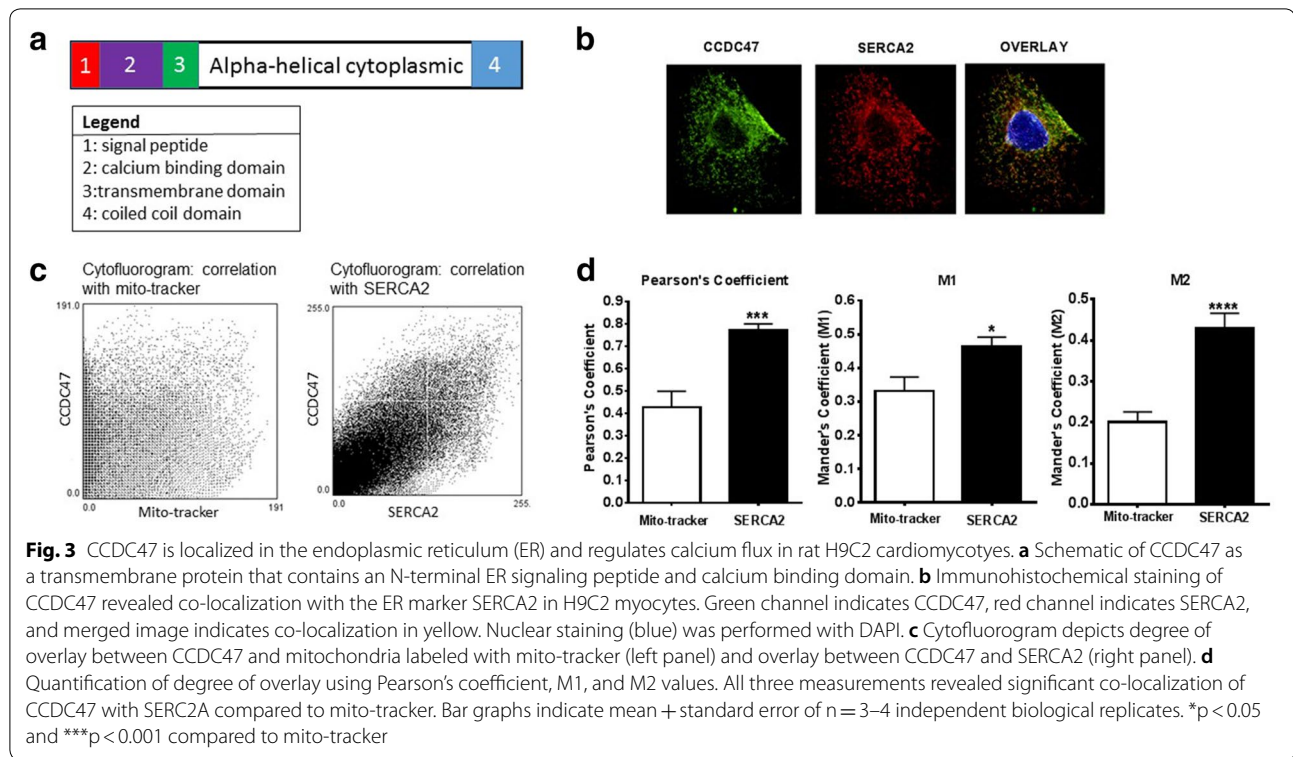 a
1 2 3 Alpha-helical cytoplasmic 4
Legend
1: signal peptide
2: calcium binding domain
3:transmembrane domain
4: coiled coil domain
b
CCDC47 SERCA2 OVERLAY
c
Cytofluorogram: correlation
with mito-tracker
191.0
CCDC47
0.0
0.0 191
Mito-tracker
Cytofluorogram: correlation
with SERCA2
255.0
CCDC47
0.0
0.0 255.
SERCA2
d
Pearson's Coefficient
Pearson's Coefficient
0.9
0.8
0.7
0.6
0.5
0.4
0.3
0.2
0.1
0.0
***
Mito-tracker SERCA2
M1
Mander's Coefficient (M1)
0.6
0.5
0.4
0.3
0.2
0.1
0.0
*
Mito-tracker SERCA2
M2
Mander's Coefficient (M2)
0.5
0.4
0.3
0.2
0.1
0.0
****
Mito-tracker SERCA2
Fig. 3 CCDC47 is localized in the endoplasmic reticulum (ER) and regulates calcium flux in rat H9C2 cardiomycotyes. a Schematic of CCDC47 as
a transmembrane protein that contains an N-terminal ER signaling peptide and calcium binding domain. b Immunohistochemical staining of
CCDC47 revealed co-localization with the ER marker SERCA2 in H9C2 myocytes. Green channel indicates CCDC47, red channel indicates SERCA2,
and merged image indicates co-localization in yellow. Nuclear staining (blue) was performed with DAPI. c Cytofluorogram depicts degree of
overlay between CCDC47 and mitochondria labeled with mito-tracker (left panel) and overlay between CCDC47 and SERCA2 (right panel). d
Quantification of degree of overlay using Pearson's coefficient, M1, and M2 values. All three measurements revealed significant co-localization of
CCDC47 with SERC2A compared to mito-tracker. Bar graphs indicate mean + standard error of n = 3–4 independent biological replicates. *p < 0.05
and ***p < 0.001 compared to mito-tracker